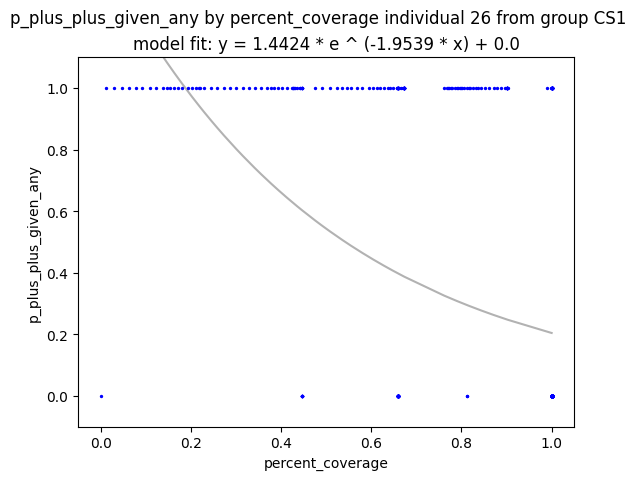 p_plus_plus_given_any by percent_coverage individual 26 from group CS1
model fit: y = 1.4424 * e ^ (-1.9539 * x) + 0.0
1.0
0.8
0.6
0.4
0.2
0.0
p_plus_plus_given_any
0.0 0.2 0.4 0.6 0.8 1.0
percent_coverage